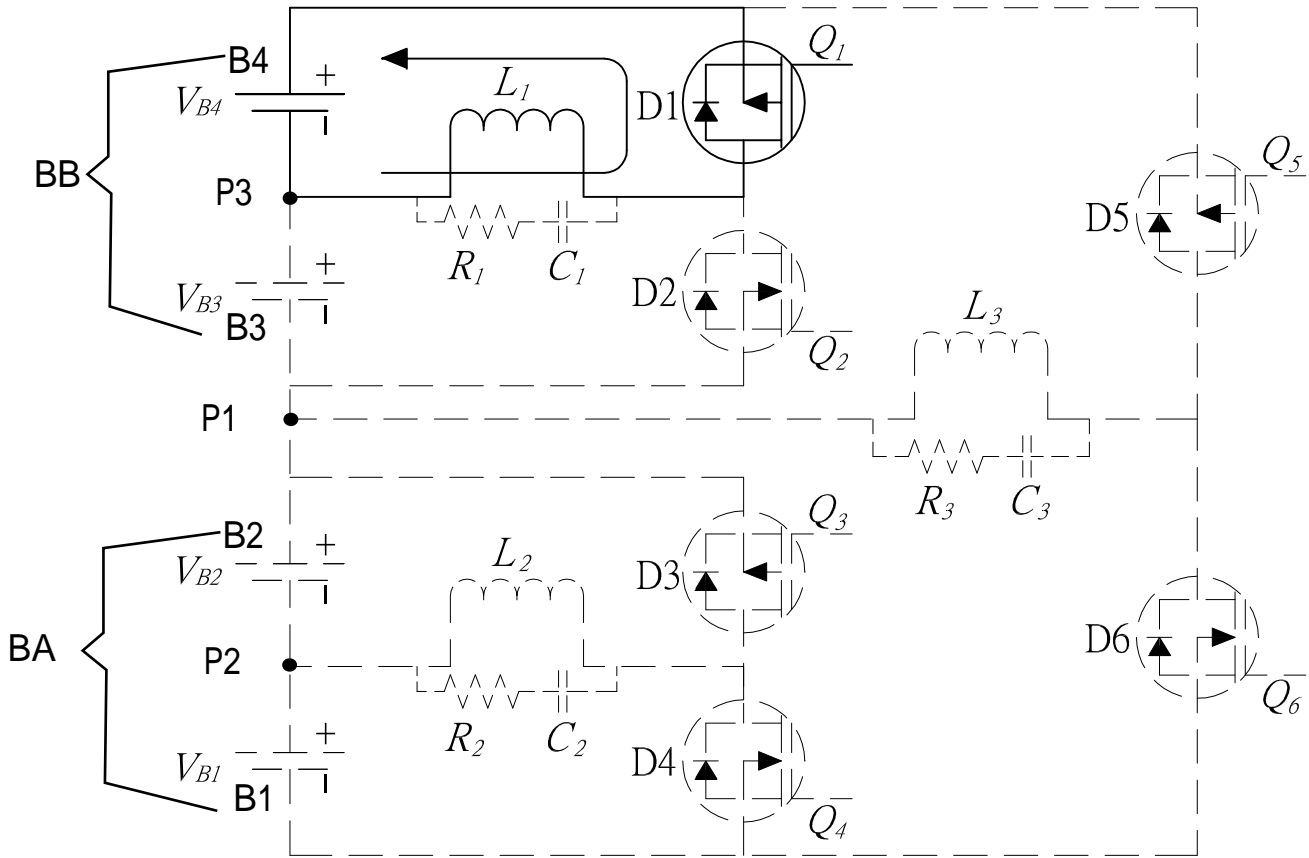 Q1
B4
+
L1
VB4
D1
BB
P3
Q5
R1
C1
D5
+
VB3
D2
B3
L3
Q2
P1
R3
C3
Q3
B2
+
L2
VB2
D3
BA
P2
D6
Q6
R2
C2
+
VB1
D4
B1
Q4